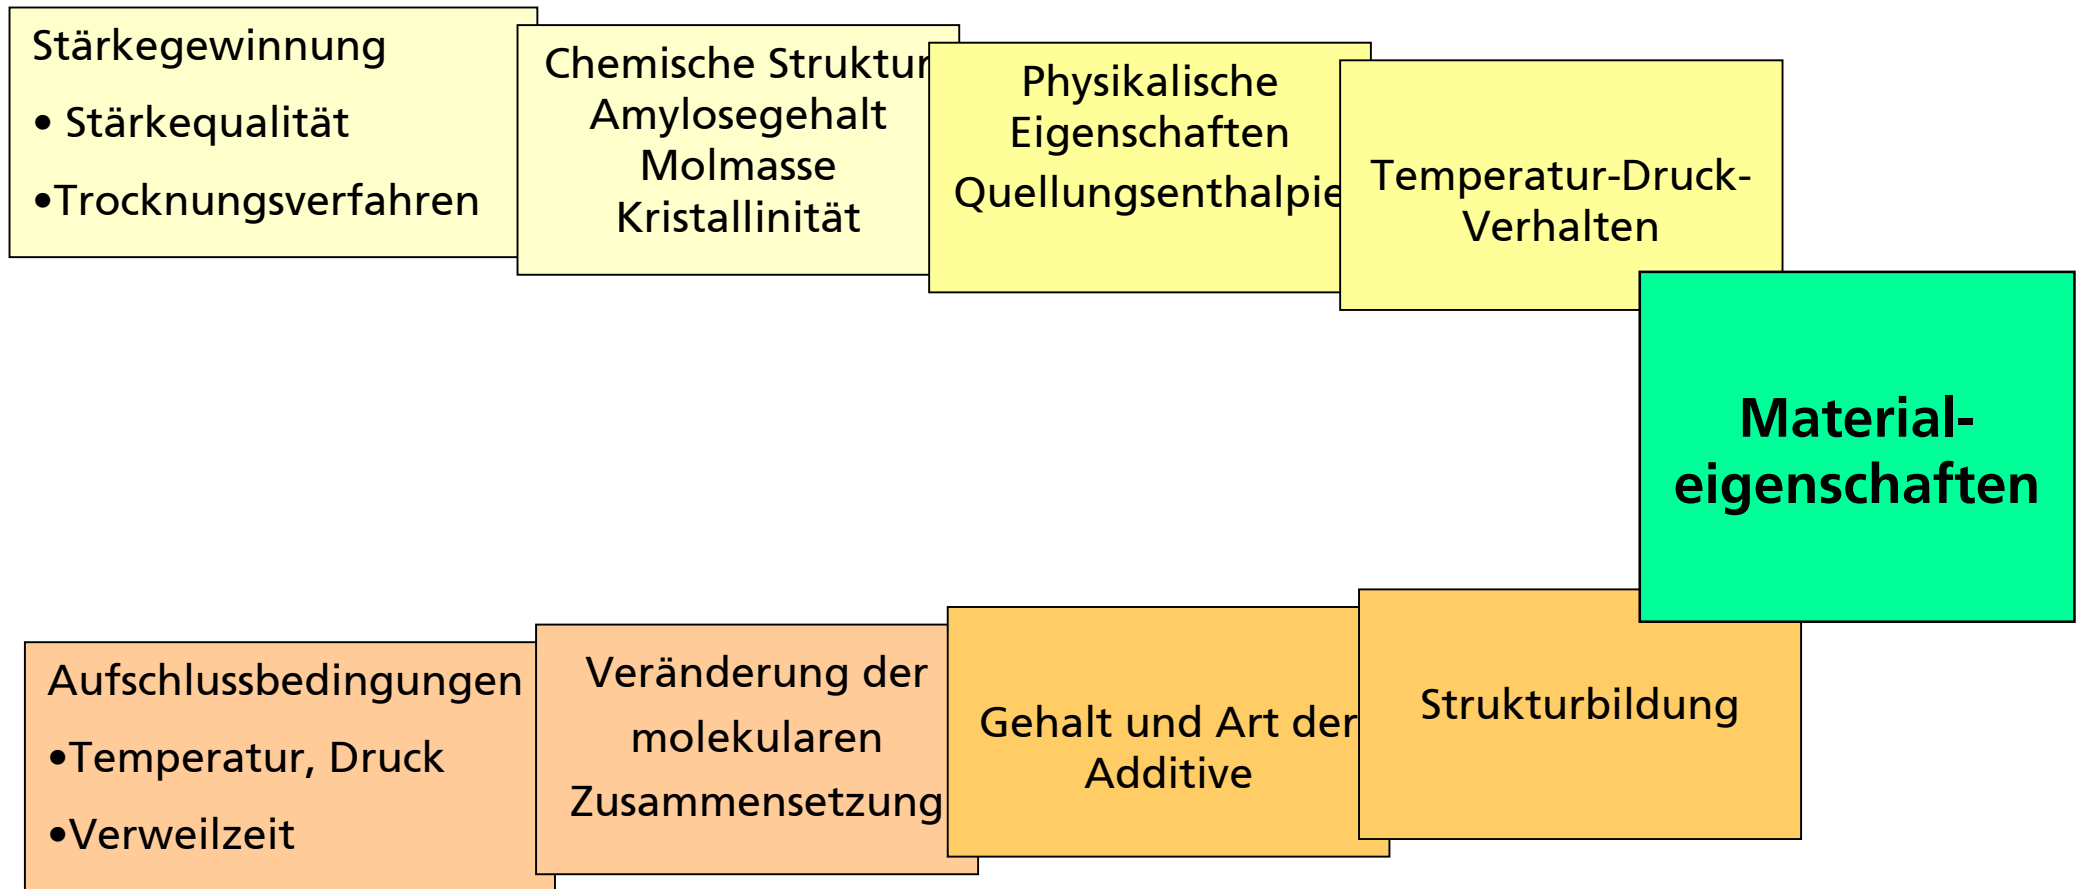 Stärkegewinnung
• Stärkequalität
•Trocknungsverfahren
Chemische Struktur
Amylosegehalt
Molmasse
Kristallinität
Physikalische
Eigenschaften
Quellungsenthalpie
Temperatur-Druck-
Verhalten
Material-
eigenschaften
Aufschlussbedingungen
•Temperatur, Druck
•Verweilzeit
Veränderung der
molekularen
Zusammensetzung
Gehalt und Art der
Additive
Strukturbildung